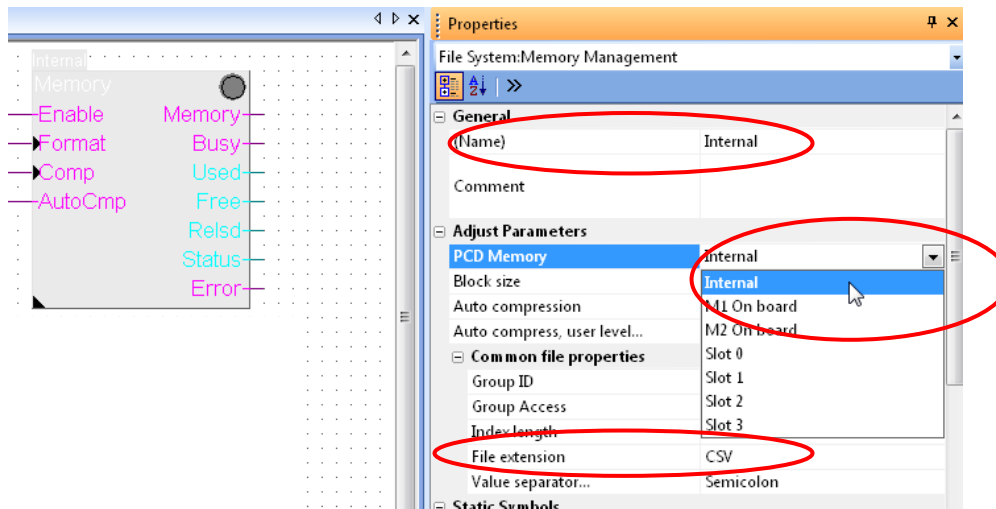 Internal
Memory
Enable Memory
Format Busy
Comp Used
AutoCmp Free
Relsd
Status
Error
Properties
File System:Memory Management
General
(Name) Internal
Comment
Adjust Parameters
PCD Memory Internal
Block size Internal
Auto compression M1 On board
Auto compress, user level... M2 On board
Common file properties Slot 0
Group ID Slot 1
Group Access Slot 2
Index length Slot 3
File extension CSV
Value separator... Semicolon
Static Symbols